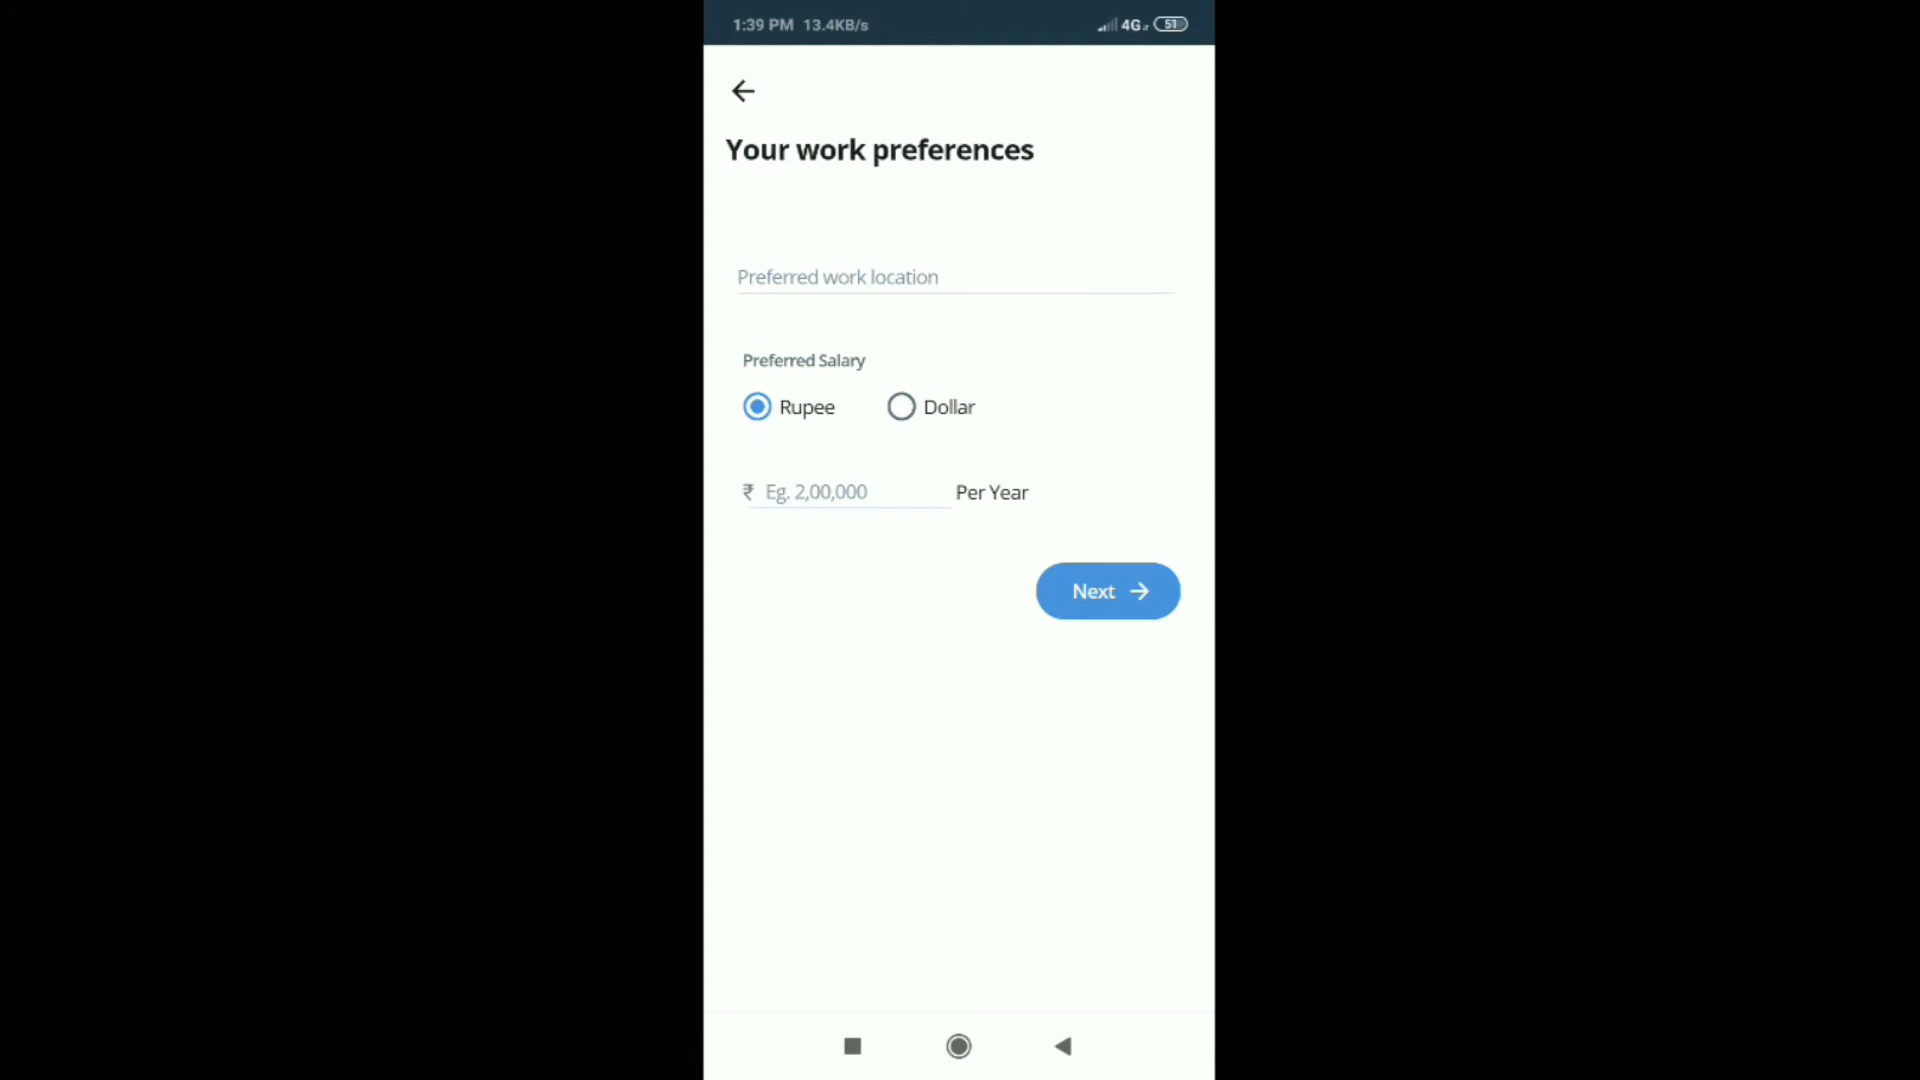 1:39 PM 13.4KB/s 4G 51
Your work preferences
Preferred work location
Preferred Salary
Rupee Dollar
₹ Eg. 2,00,000 Per Year
Next